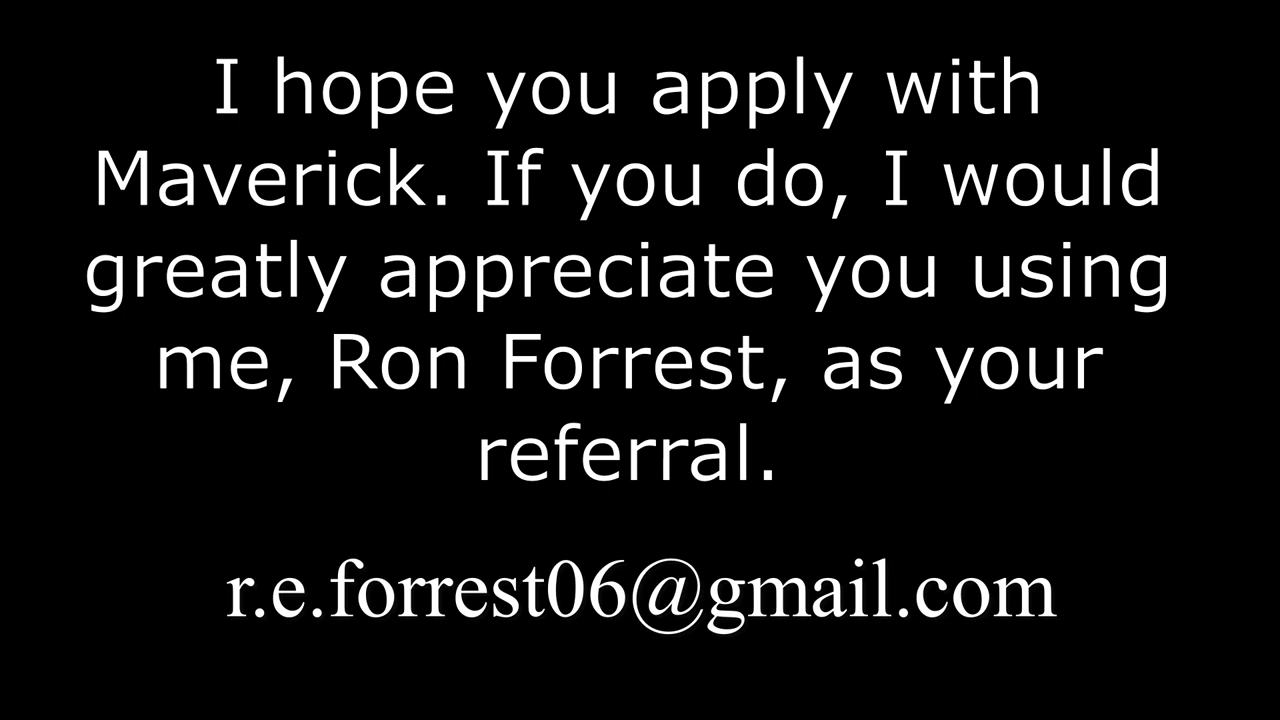 I hope you apply with
Maverick. If you do, I would
greatly appreciate you using
me, Ron Forrest, as your
referral.
r.e.forrest06@gmail.com